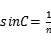 sinC = 1/n